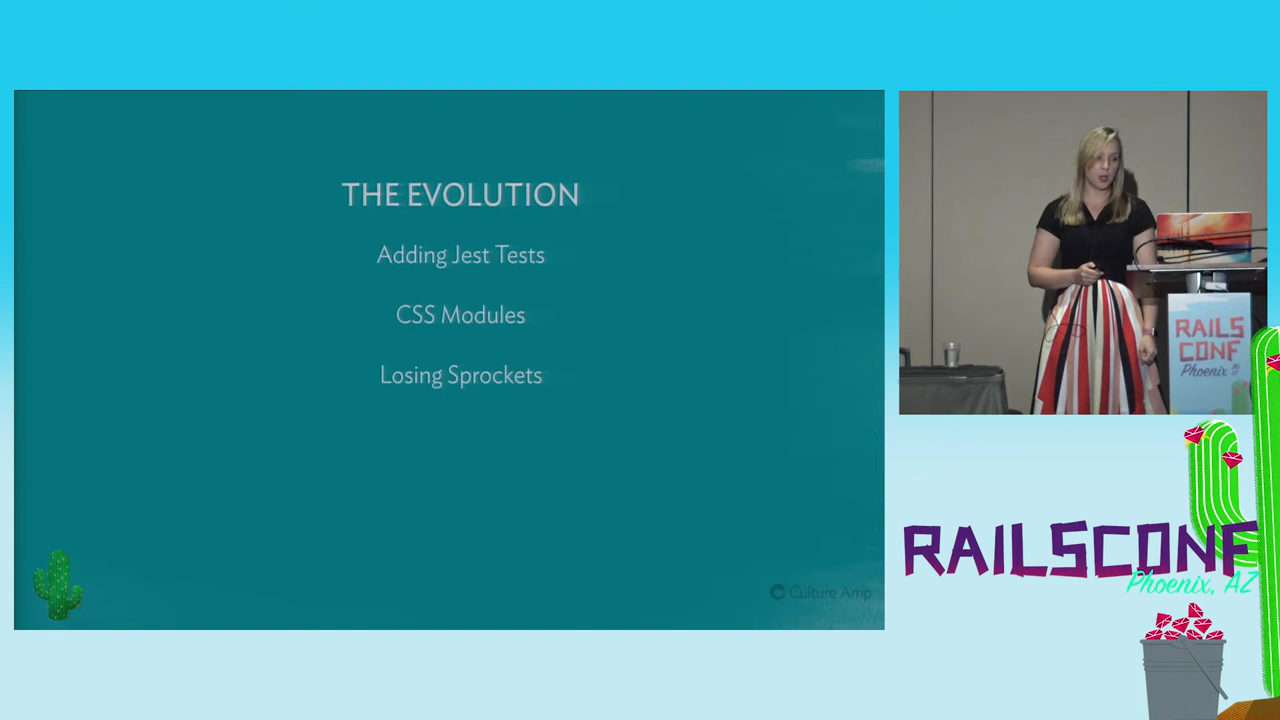 THE EVOLUTION
Adding Jest Tests
CSS Modules
Losing Sprockets
Culture Amp
RAILS
CONF
Phoenix
RAILSCONF
Phoenix, AZ